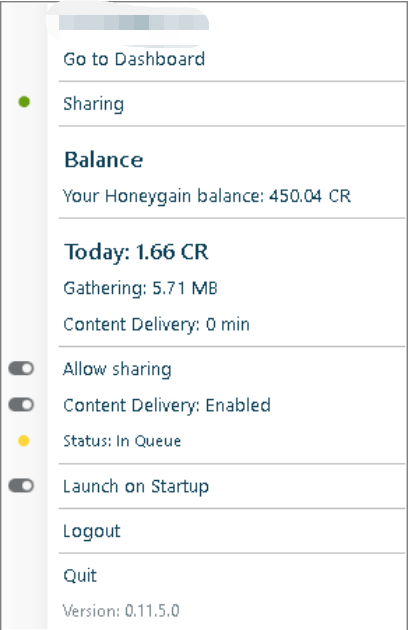 Go to Dashboard
Sharing
Balance
Your Honeygain balance: 450.04 CR
Today: 1.66 CR
Gathering: 5.71 MB
Content Delivery: 0 min
Allow sharing
Content Delivery: Enabled
Status: In Queue
Launch on Startup
Logout
Quit
Version: 0.11.5.0